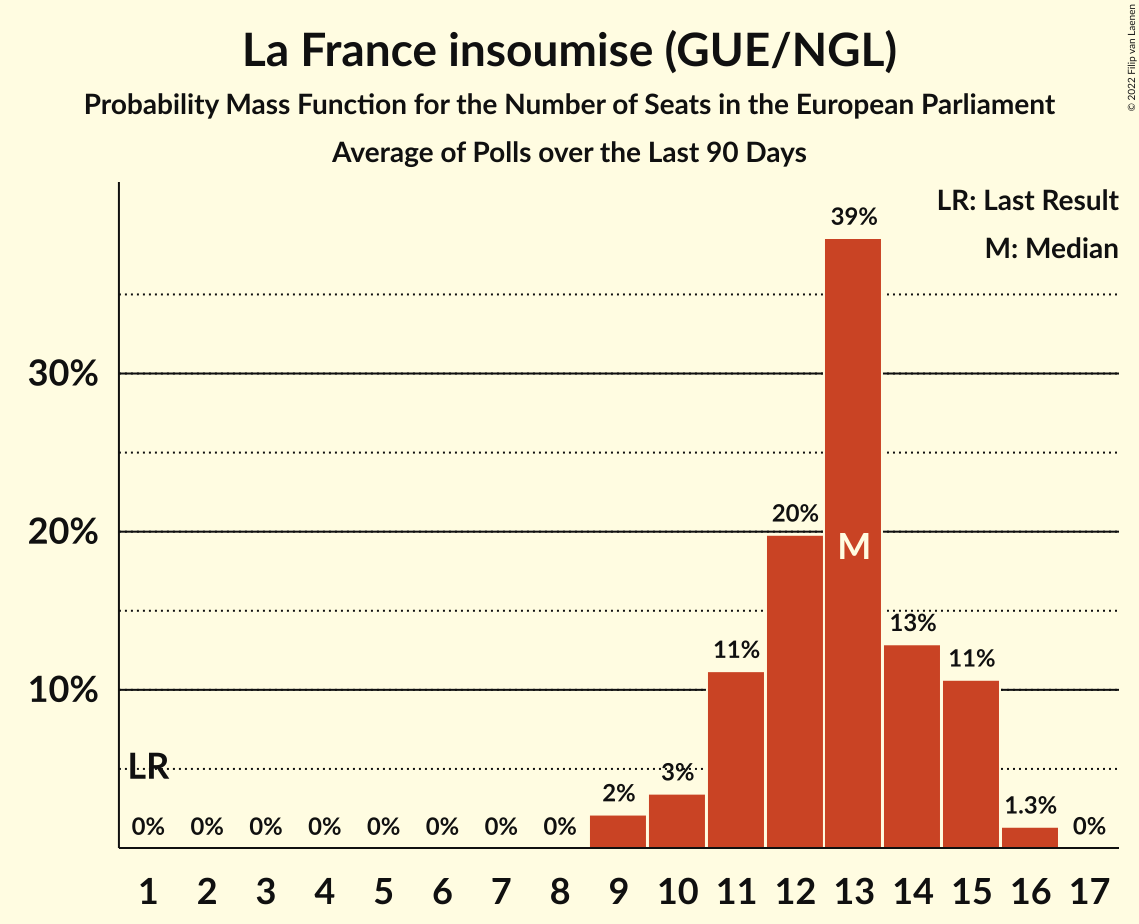 La France insoumise (GUE/NGL)
Probability Mass Function for the Number of Seats in the European Parliament
Average of Polls over the Last 90 Days
© 2022 Filip van Laenen
LR: Last Result
M: Median
39%
30%
20%
20%
M
13%
11%
11%
10%
LR
3%
2%
1.3%
0% 0% 0% 0% 0% 0% 0% 0% 0%
1 2 3 4 5 6 7 8 9 10 11 12 13 14 15 16 17